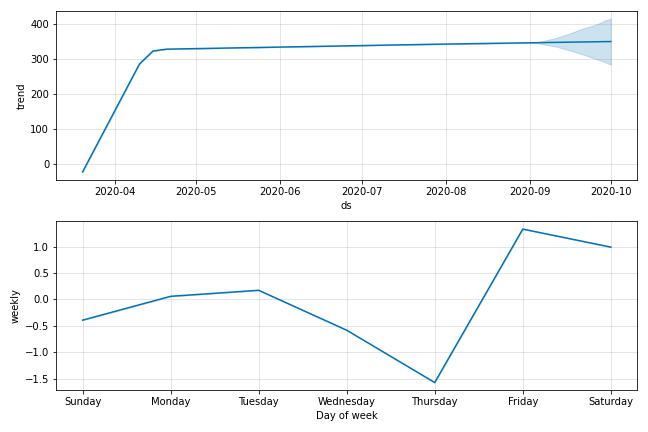 400
300
200
100
0
trend
2020-04 2020-05 2020-06 2020-07 2020-08 2020-09 2020-10
ds
1.0
0.5
0.0
−0.5
−1.0
−1.5
weekly
Sunday Monday Tuesday Wednesday Thursday Friday Saturday
Day of week